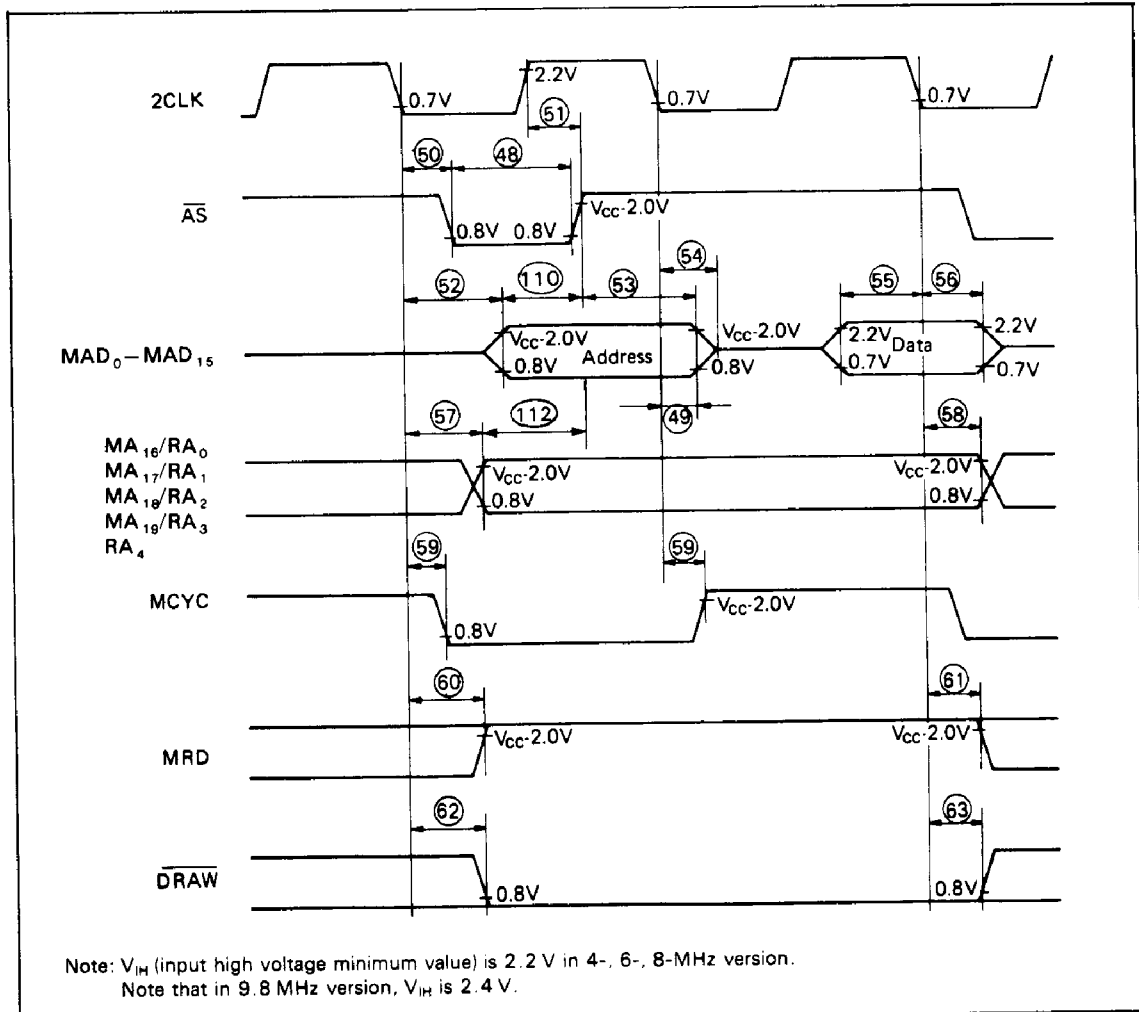 2CLK
2.2V
0.7V 0.7V 0.7V
51
50 48
AS
VCC-2.0V
0.8V 0.8V
54
52 110 53 55 56
MAD0—MAD15
VCC-2.0V Address VCC-2.0V 2.2V Data 2.2V
0.8V 0.8V 0.7V 0.7V
57 112 49 58
MA16/RA0
MA17/RA1
MA18/RA2
MA19/RA3
RA4
VCC-2.0V VCC-2.0V
0.8V 0.8V
59 59
MCYC
VCC-2.0V
0.8V
60 61
MRD
VCC-2.0V VCC-2.0V
62 63
DRAW
0.8V 0.8V
Note: VIH (input high voltage minimum value) is 2.2 V in 4-, 6-, 8-MHz version.
Note that in 9.8 MHz version, VIH is 2.4 V.